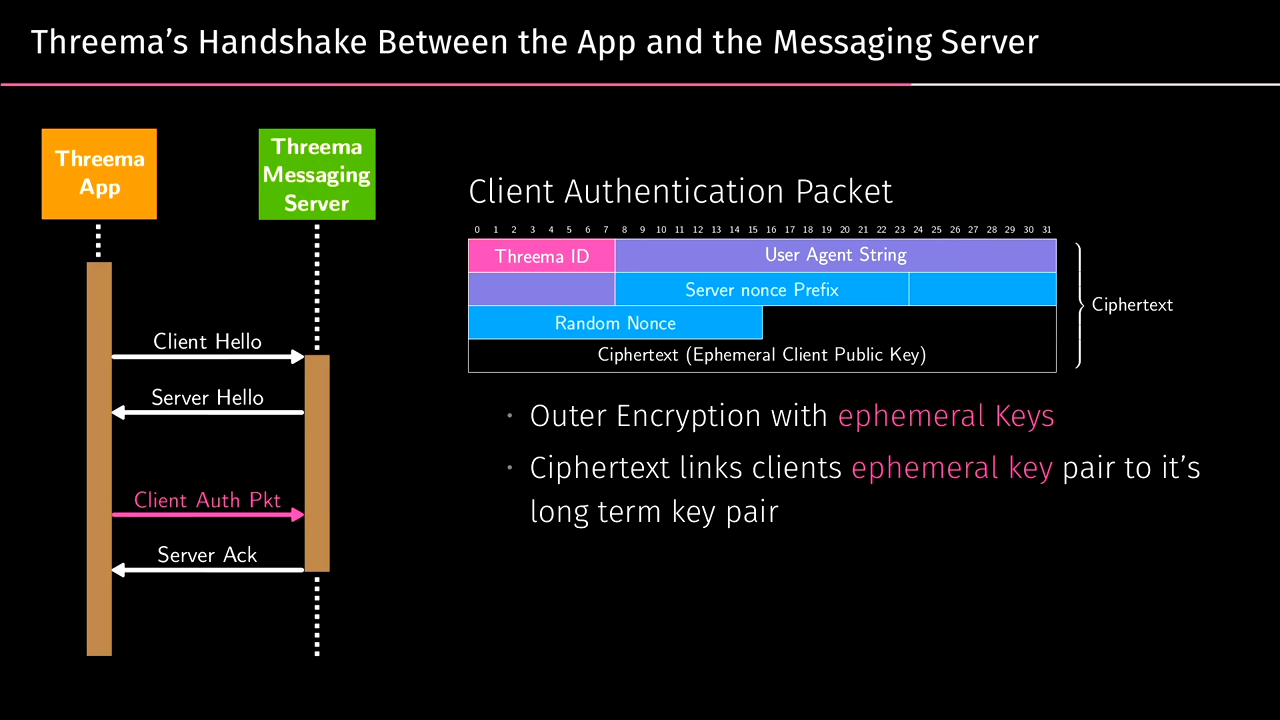 Threema’s Handshake Between the App and the Messaging Server
Threema
App
Threema
Messaging
Server
Client Hello
Server Hello
Client Auth Pkt
Server Ack
Client Authentication Packet
0 1 2 3 4 5 6 7 8 9 10 11 12 13 14 15 16 17 18 19 20 21 22 23 24 25 26 27 28 29 30 31
Threema ID User Agent String
Server nonce Prefix
Random Nonce
Ciphertext (Ephemeral Client Public Key)
Ciphertext
· Outer Encryption with ephemeral Keys
· Ciphertext links clients ephemeral key pair to it’s
long term key pair